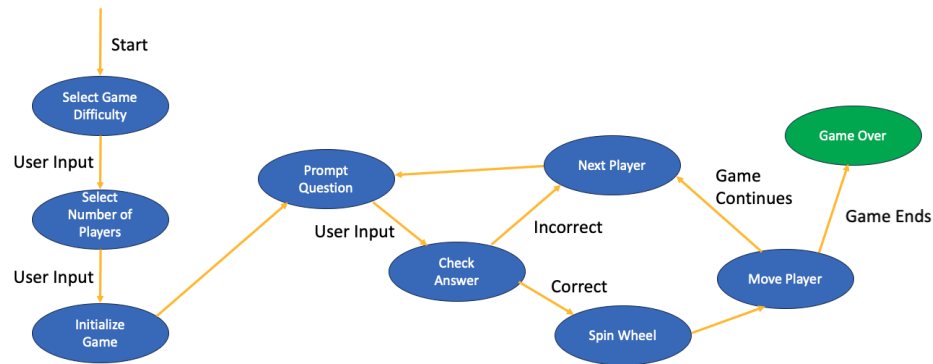 Start
Select Game
Difficulty
User Input
Select
Number of
Players
User Input
Initialize
Game
Prompt
Question
User Input
Check
Answer
Next Player
Incorrect
Correct
Spin Wheel
Game
Continues
Move Player
Game Over
Game Ends